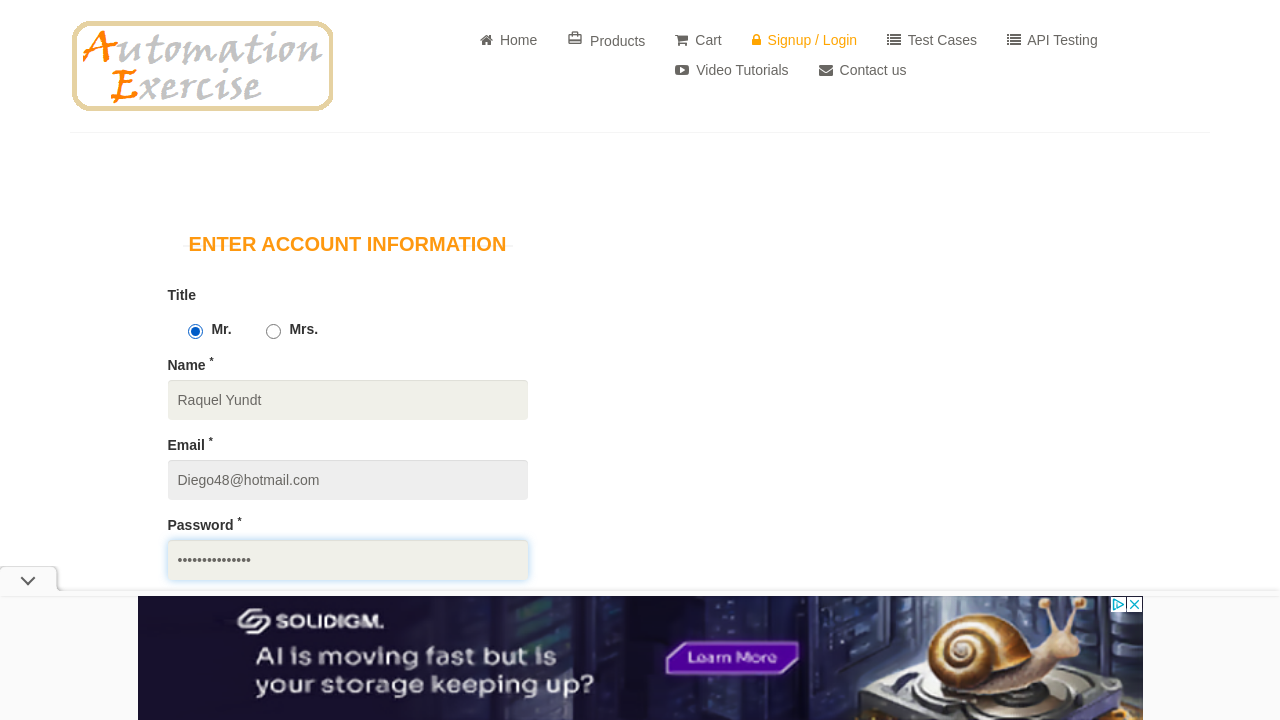 Automation
Exercise
Home
Products
Cart
Signup / Login
Test Cases
API Testing
Video Tutorials
Contact us
ENTER ACCOUNT INFORMATION
Title
Mr.
Mrs.
Name *
Raquel Yundt
Email *
Diego48@hotmail.com
Password *
•••••••••••••••
SOLIDIGM.
AI is moving fast but is
your storage keeping up?
Learn More